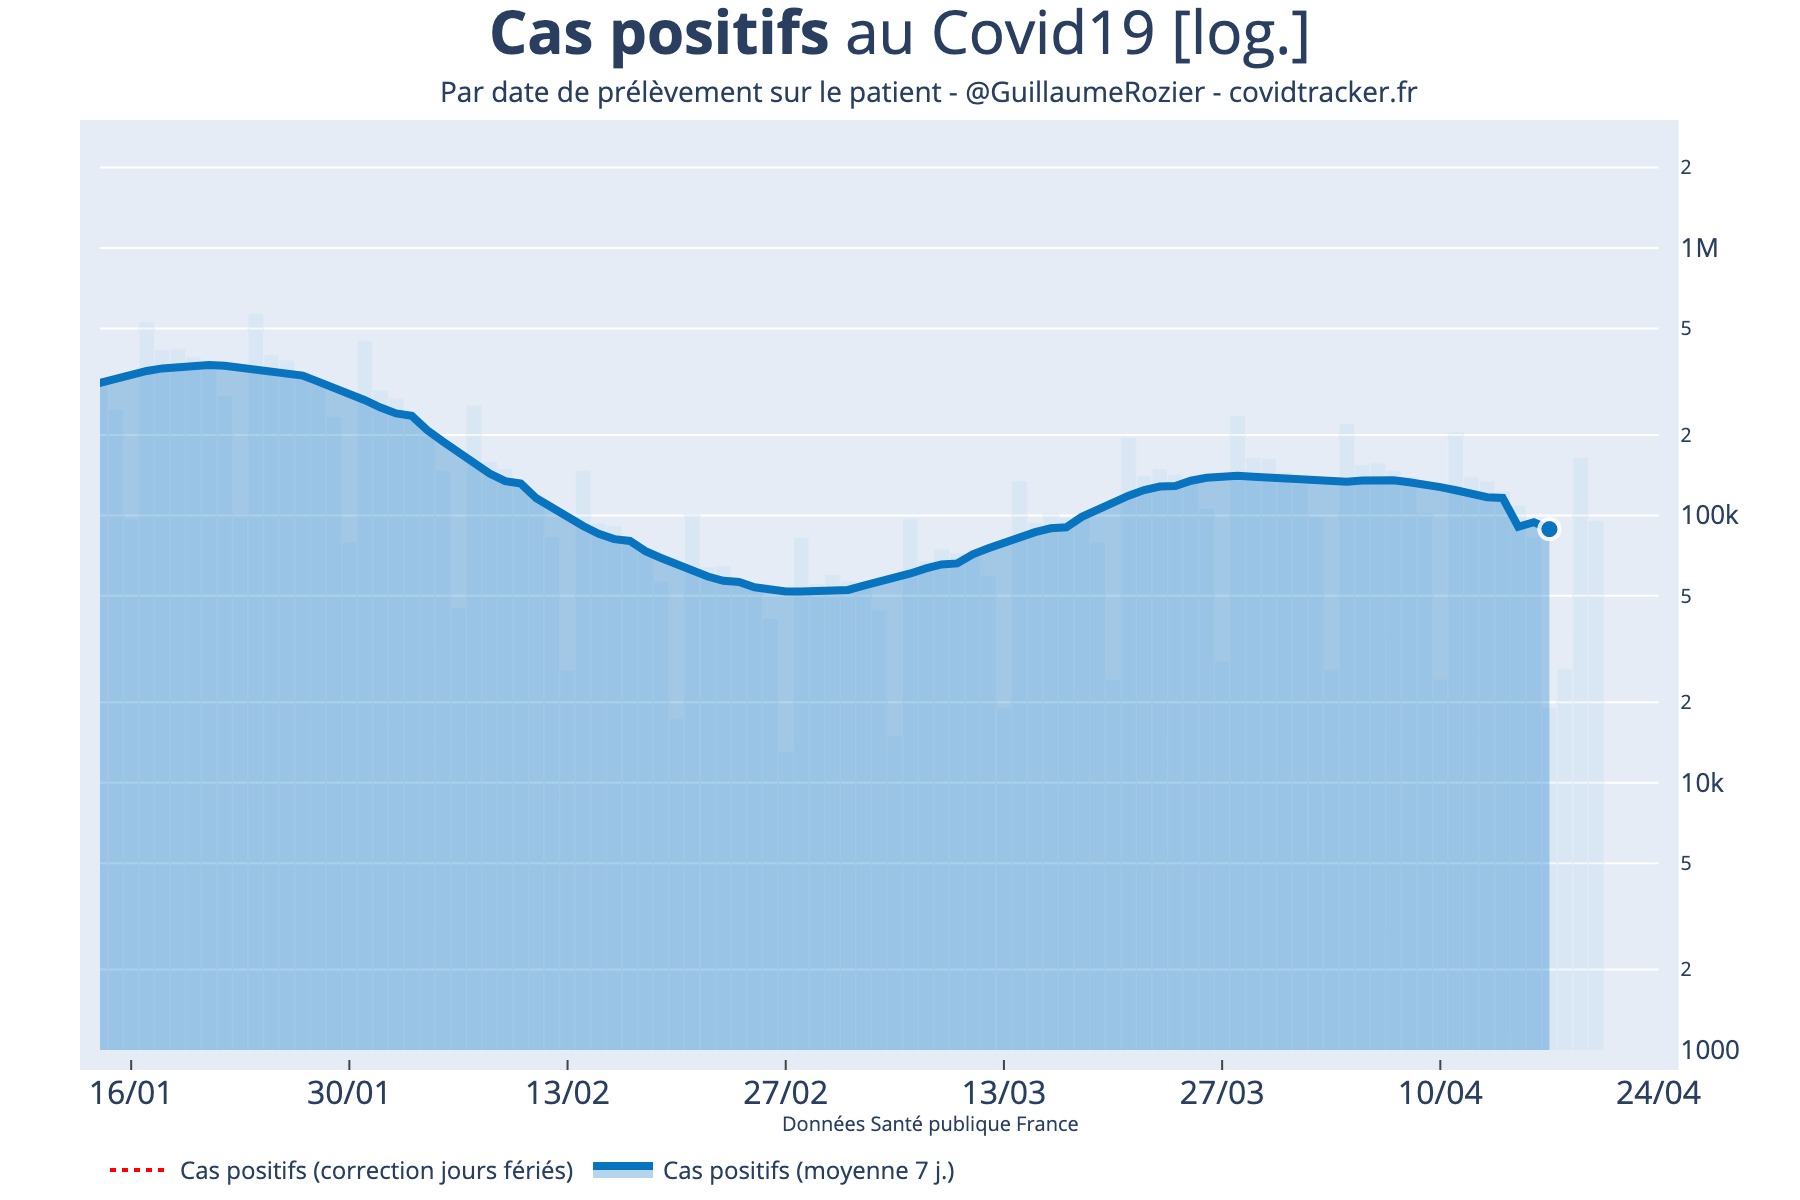 Cas positifs au Covid19 [log.]
Par date de prélèvement sur le patient - @GuillaumeRozier - covidtracker.fr
2
1M
5
2
100k
5
2
10k
5
2
1000
16/01 30/01 13/02 27/02 13/03 27/03 10/04 24/04
Données Santé publique France
Cas positifs (correction jours fériés) Cas positifs (moyenne 7 j.)